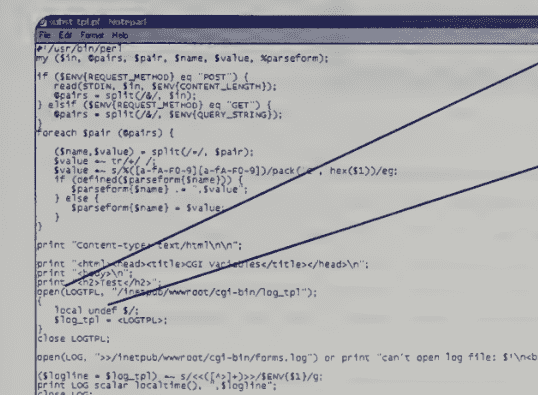 subst_tpl.pl - Notepad
File Edit Format Help
#!/usr/bin/perl
my ($in, @pairs, $pair, $name, $value, %parseform);
if ($ENV{REQUEST_METHOD} eq "POST") {
read(STDIN, $in, $ENV{CONTENT_LENGTH});
@pairs = split(/&/, $in);
} elsif ($ENV{REQUEST_METHOD} eq "GET") {
@pairs = split(/&/, $ENV{QUERY_STRING});
}
foreach $pair (@pairs) {
($name,$value) = split(/=/, $pair);
$value =~ tr/+/ /;
$value =~ s/%([a-fA-F0-9][a-fA-F0-9])/pack("C", hex($1))/eg;
if (defined($parseform{$name})) {
$parseform{$name} .= ",$value";
} else {
$parseform{$name} = $value;
}
}
print "Content-type: text/html\n\n";
print "<html><head><title>CGI Variables</title></head>\n";
print "<body>\n";
print "<h2>Test</h2>";
open(LOGTPL, "/inetpub/wwwroot/cgi-bin/log_tpl");
{
local undef $/;
$log_tpl = <LOGTPL>;
}
close LOGTPL;
open(LOG, ">>/inetpub/wwwroot/cgi-bin/forms.log") or print "can't open log file: $!\n<b
($logline = $log_tpl) =~ s/<<([^>]+)>>/$ENV{$1}/g;
print LOG scalar localtime(), ",$logline";
close LOG;